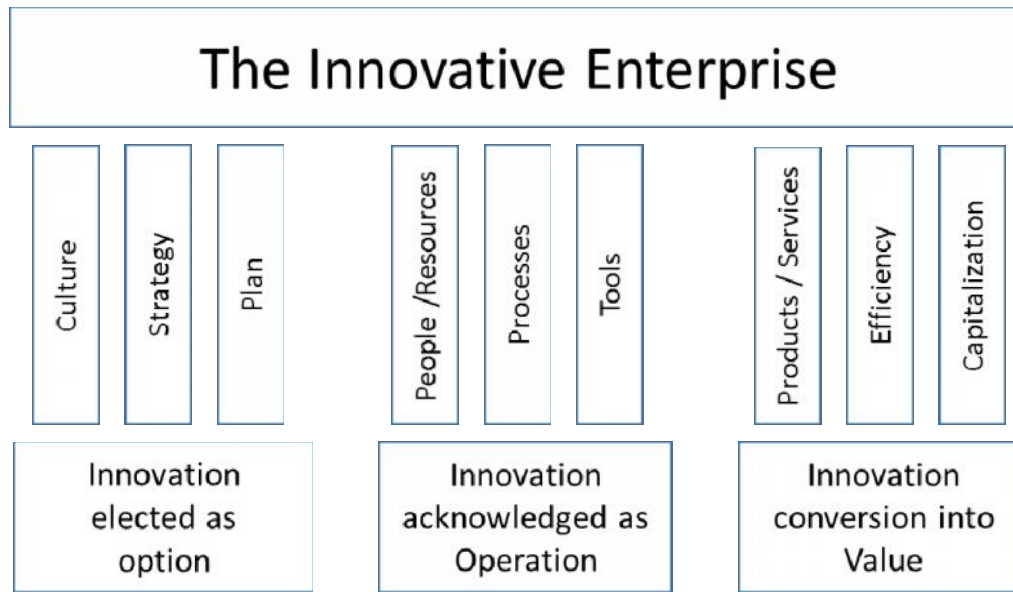 The Innovative Enterprise
Culture
Strategy
Plan
People /Resources
Processes
Tools
Products / Services
Efficiency
Capitalization
Innovation
elected as
option
Innovation
acknowledged as
Operation
Innovation
conversion into
Value